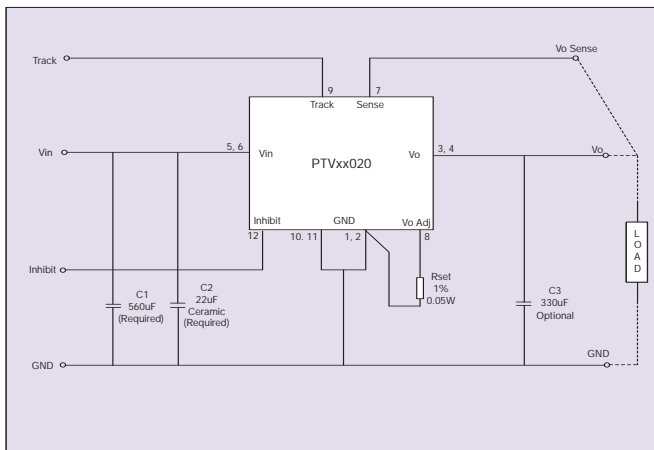 Vo Sense
Track
9
7
Track
Sense
5, 6
3, 4
Vin
Vin
Vo
Vo
PTVxx020
Inhibit
GND
Vo Adj
12
10. 11
1, 2
8
L
O
A
D
Inhibit
Rset
1%
0.05W
C1
560uF
(Required)
C2
22uF
Ceramic
(Required)
C3
330uF
Optional
GND
GND